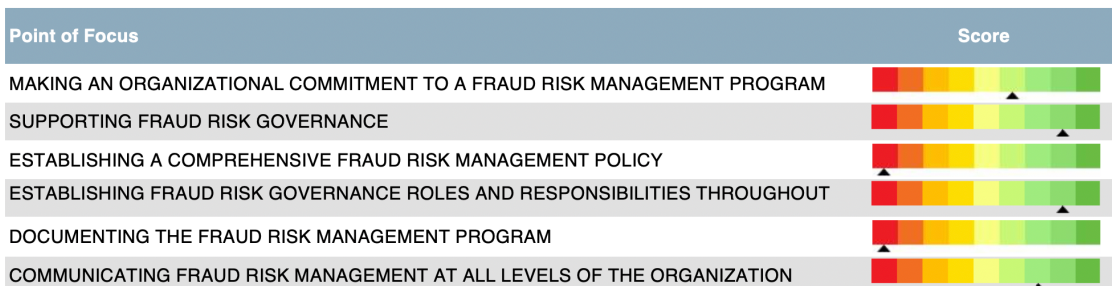 Point of Focus
Score
MAKING AN ORGANIZATIONAL COMMITMENT TO A FRAUD RISK MANAGEMENT PROGRAM
SUPPORTING FRAUD RISK GOVERNANCE
ESTABLISHING A COMPREHENSIVE FRAUD RISK MANAGEMENT POLICY
ESTABLISHING FRAUD RISK GOVERNANCE ROLES AND RESPONSIBILITIES THROUGHOUT
DOCUMENTING THE FRAUD RISK MANAGEMENT PROGRAM
COMMUNICATING FRAUD RISK MANAGEMENT AT ALL LEVELS OF THE ORGANIZATION